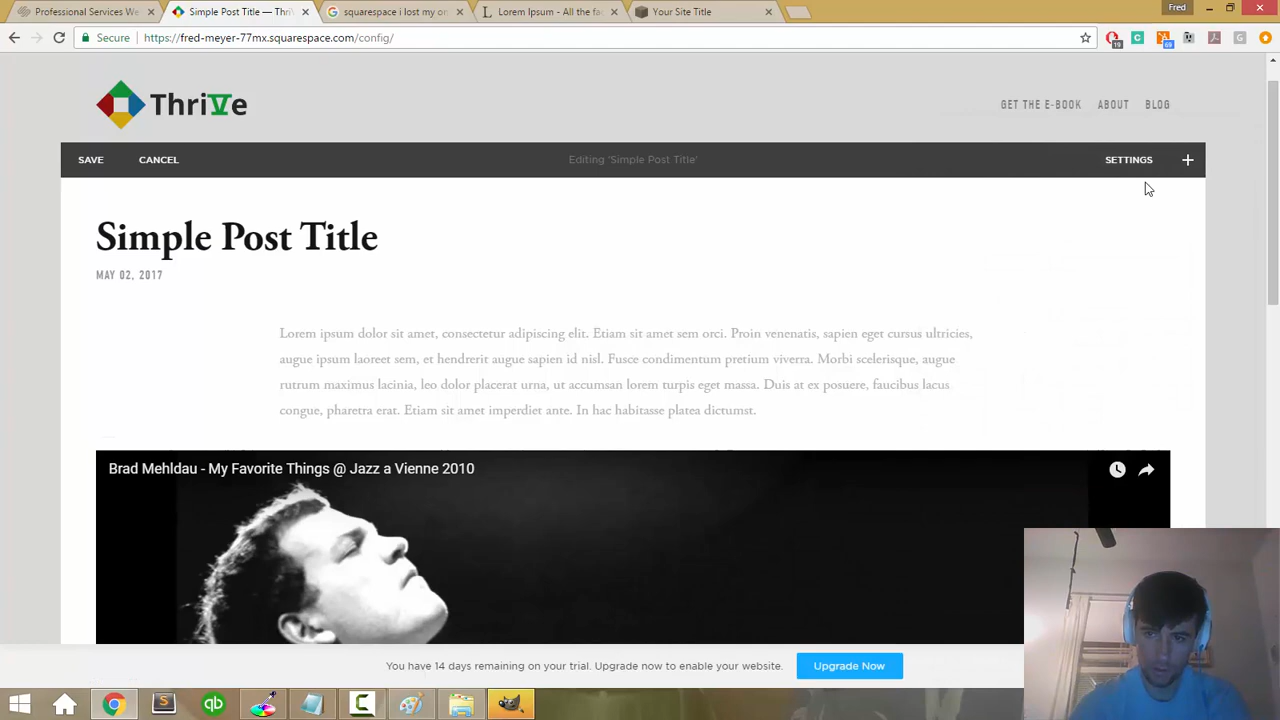 Professional Services We
Simple Post Title — Thri
squarespace i lost my or
Lorem Ipsum - All the fa
Your Site Title
Fred
Secure
https://fred-meyer-77mx.squarespace.com/config/
19
69
ThriVe
GET THE E-BOOK ABOUT BLOG
SAVE CANCEL Editing 'Simple Post Title' SETTINGS +
Simple Post Title
MAY 02, 2017
Lorem ipsum dolor sit amet, consectetur adipiscing elit. Etiam sit amet sem orci. Proin venenatis, sapien eget cursus ultricies,
augue ipsum laoreet sem, et hendrerit augue sapien id nisl. Fusce condimentum pretium viverra. Morbi scelerisque, augue
rutrum maximus lacinia, leo dolor placerat urna, ut accumsan lorem turpis eget massa. Duis at ex posuere, faucibus lacus
congue, pharetra erat. Etiam sit amet imperdiet ante. In hac habitasse platea dictumst.
Brad Mehldau - My Favorite Things @ Jazz a Vienne 2010
You have 14 days remaining on your trial. Upgrade now to enable your website. Upgrade Now